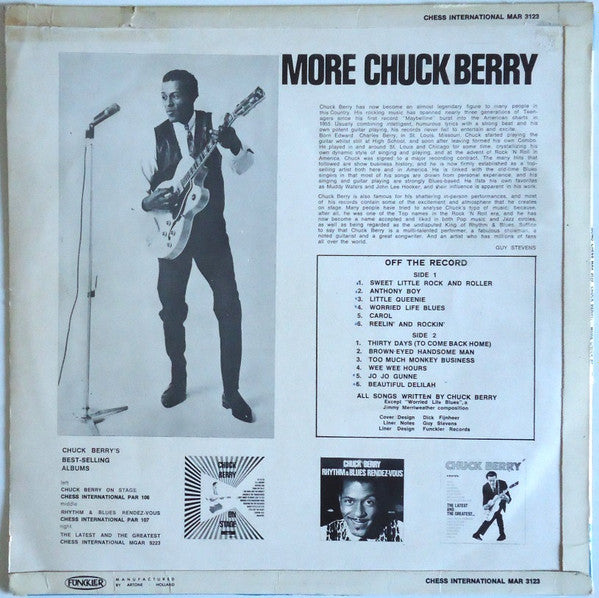 CHESS INTERNATIONAL MAR 3123
MORE CHUCK BERRY
Chuck Berry has now become an almost legendary figure to many people in
this Country. His rocking music has spanned nearly three generations of Teen-
agers since his first record "Maybelline" burst into the American charts in
1955. Usually combining intelligent, humourous lyrics with a strong beat and his
own potent guitar playing, his records never fail to entertain and excite.
Born Edward Charles Berry, in St. Louis, Missouri, Chuck started playing the
guitar whilst still at High School, and soon after leaving formed his own Combo.
He played in and around St. Louis and Chicago for some time, crystallizing his
own dynamic style of singing and playing, and at the advent of Rock 'N Roll in
America, Chuck was signed to a major recording contract. The many hits that
followed are show business history, and he is now firmly established as a top-
selling artist both here and in America. He is linked with the old-time Blues
singers in that most of his songs are drawn from personal experience, and his
singing and guitar playing are strongly Blues-based. He lists his own favorites
as Muddy Waters and John Lee Hooker, and their influence is apparent in his work.
Chuck Berry is also famous for his shattering in-person performances, and most
of his records contain some of the excitement and atmosphere that he creates
on stage. Many people have tried to analyse Chuck's type of music, because,
after all, he was one of the Top names in the Rock 'N Roll era, and he has
now become a name accepted and liked in both Pop music and Jazz circles,
as well as being regarded as the undisputed King of Rhythm & Blues. Suffice
to say that Chuck Berry is a multi-talented performer, a fabulous showman, a
noted guitarist and a great songwriter. And an artist who has millions of fans
all over the world.
GUY STEVENS
OFF THE RECORD
SIDE 1
1. SWEET LITTLE ROCK AND ROLLER
2. ANTHONY BOY
3. LITTLE QUEENIE
4. WORRIED LIFE BLUES
5. CAROL
6. REELIN' AND ROCKIN'
SIDE 2
1. THIRTY DAYS (TO COME BACK HOME)
2. BROWN-EYED HANDSOME MAN
3. TOO MUCH MONKEY BUSINESS
4. WEE WEE HOURS
5. JO JO GUNNE
6. BEAUTIFUL DELILAH
ALL SONGS WRITTEN BY CHUCK BERRY
Except "Worried Life Blues", a
Jimmy Merriweather composition
Cover Design Dick Fijnheer
Liner Notes Guy Stevens
Liner Design Funckler Records
CHUCK BERRY'S
BEST-SELLING
ALBUMS
left
CHUCK BERRY ON STAGE
CHESS INTERNATIONAL PAR 106
middle
RHYTHM & BLUES RENDEZ-VOUS
CHESS INTERNATIONAL PAR 107
right
THE LATEST AND THE GREATEST
CHESS INTERNATIONAL MGAR 9223
CHUCK
BERRY
ON
STAGE
CHUCK BERRY
RHYTHM & BLUES RENDEZ-VOUS
CHUCK BERRY
THE LATEST
AND THE
GREATEST...
FUNCKLER
MANUFACTURED
BY ARTONE - HOLLAND
CHESS INTERNATIONAL MAR 3123